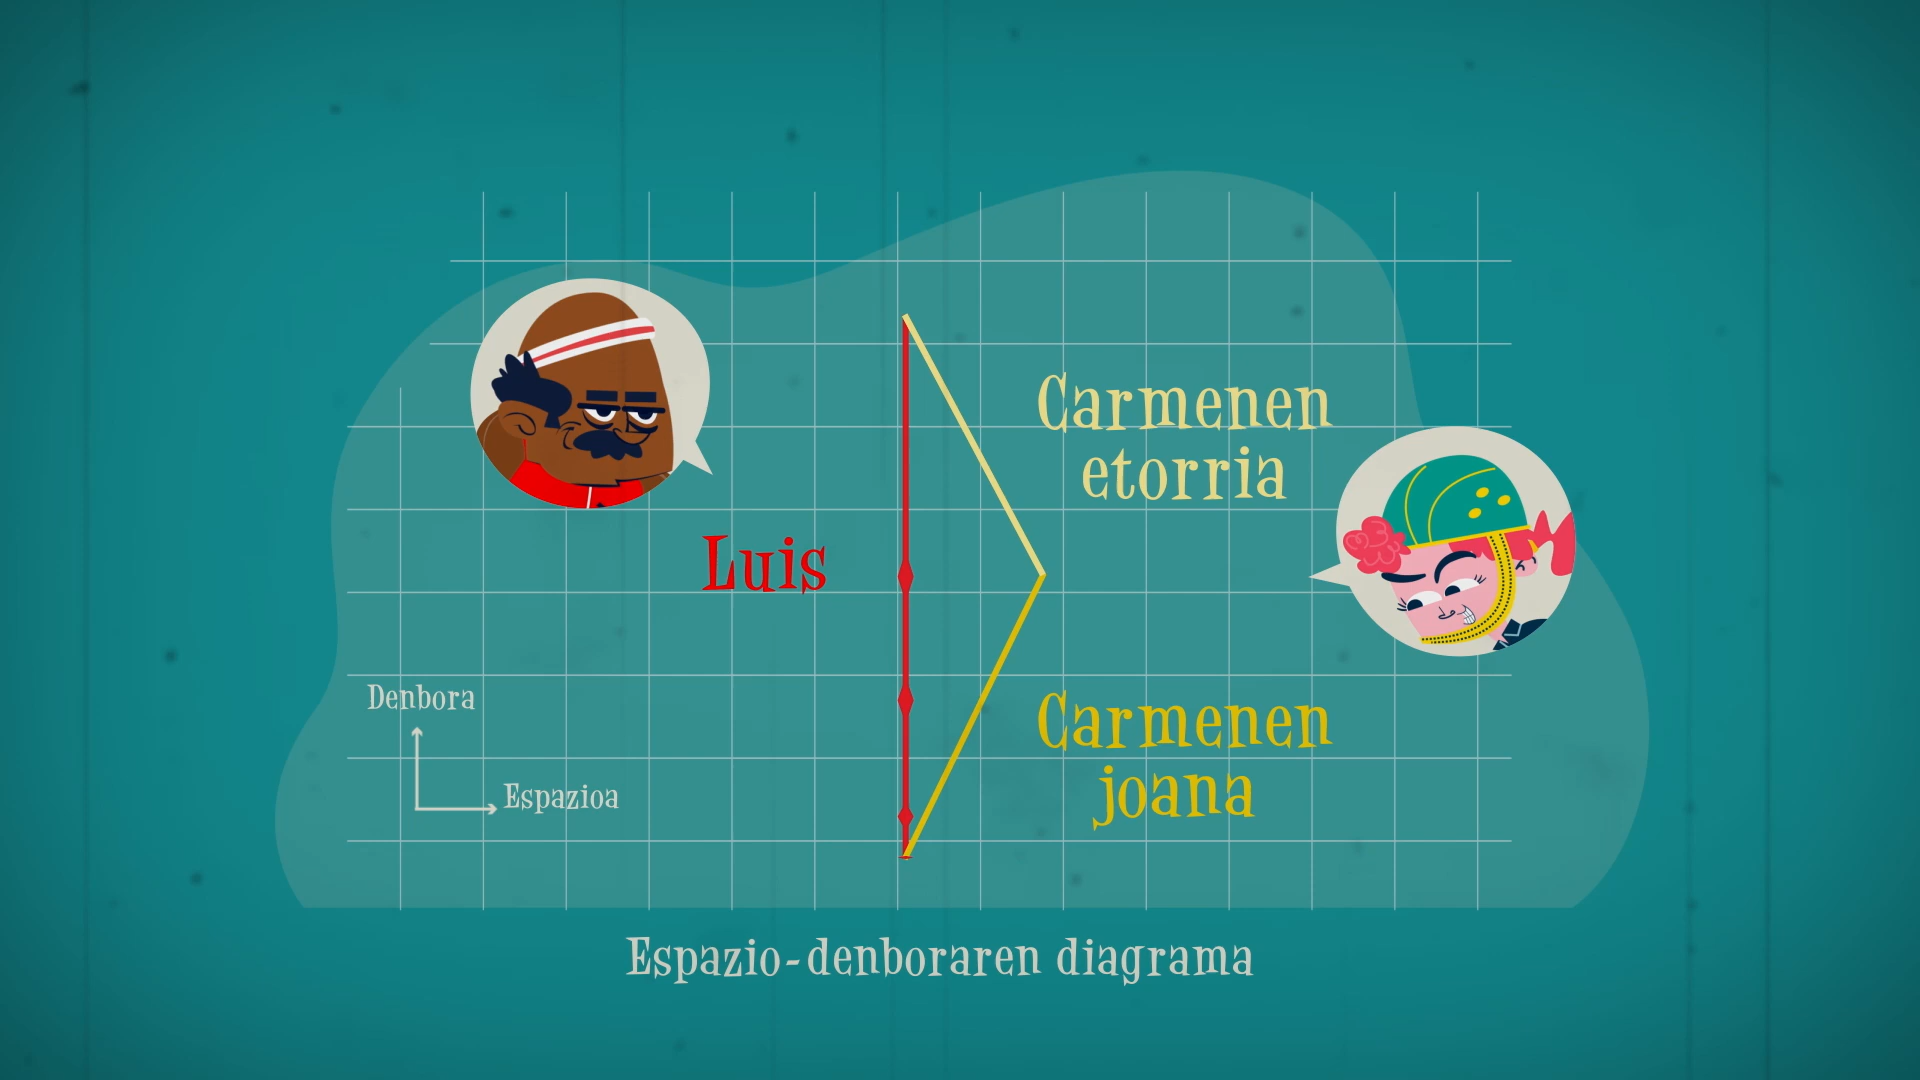 Carmenen
etorria
Luis
Carmenen
joana
Denbora
Espazioa
Espazio-denboraren diagrama